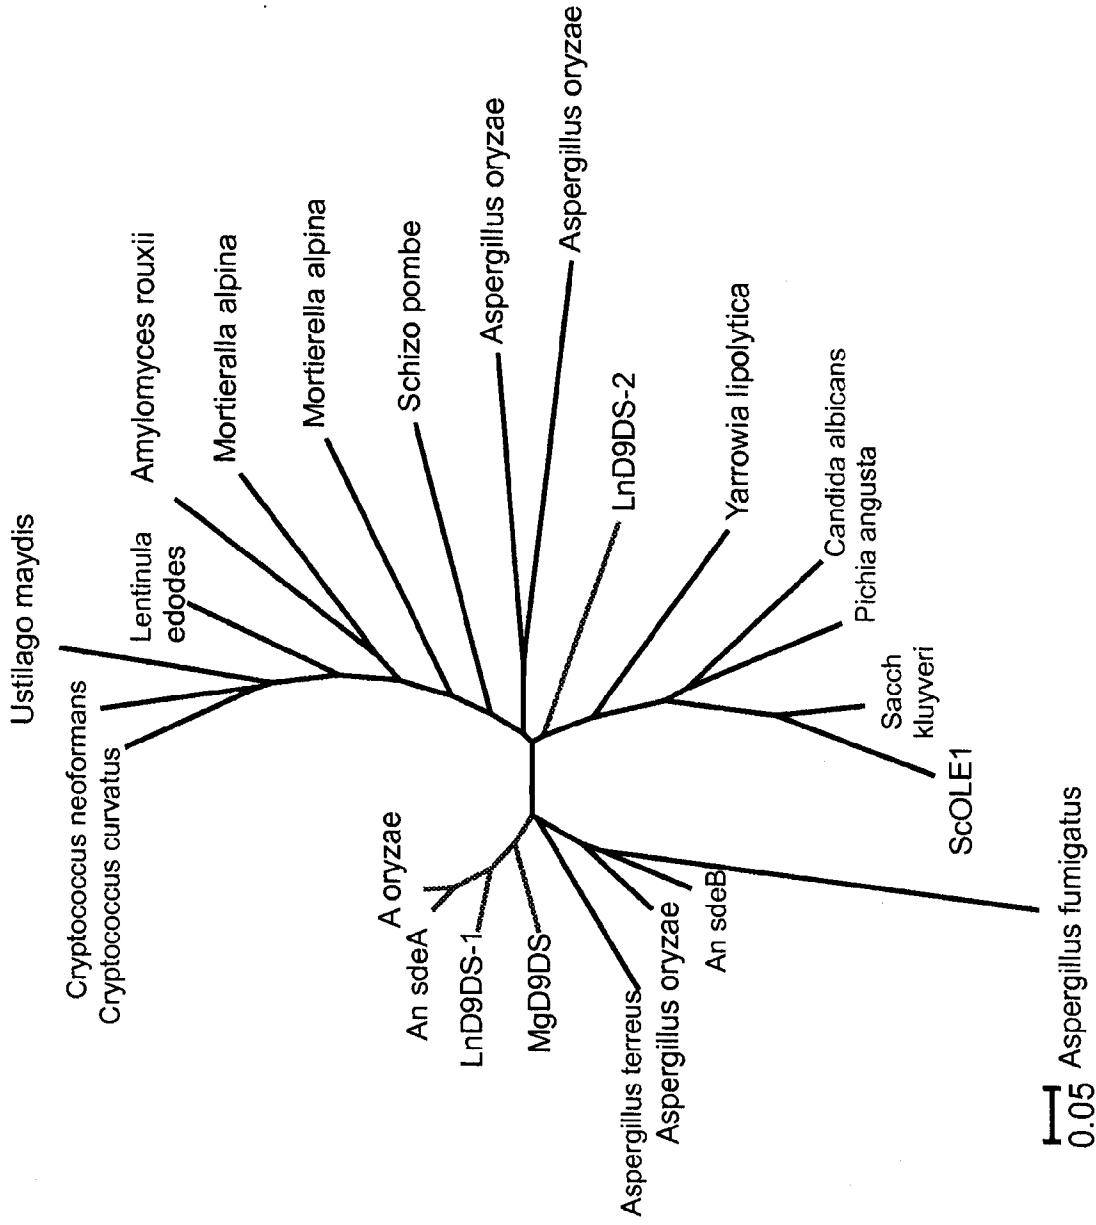 Ustilago maydis
Cryptococcus neoformans
Cryptococcus curvatus
Lentinula
edodes
Amylomyces rouxii
Mortieralla alpina
Mortierella alpina
Schizo pombe
Aspergillus oryzae
Aspergillus oryzae
LnD9DS-2
Yarrowia lipolytica
Candida albicans
Pichia angusta
Sacch
kluyveri
ScOLE1
A oryzae
An sdeA
LnD9DS-1
MgD9DS
Aspergillus terreus
Aspergillus oryzae
An sdeB
Aspergillus fumigatus
0.05